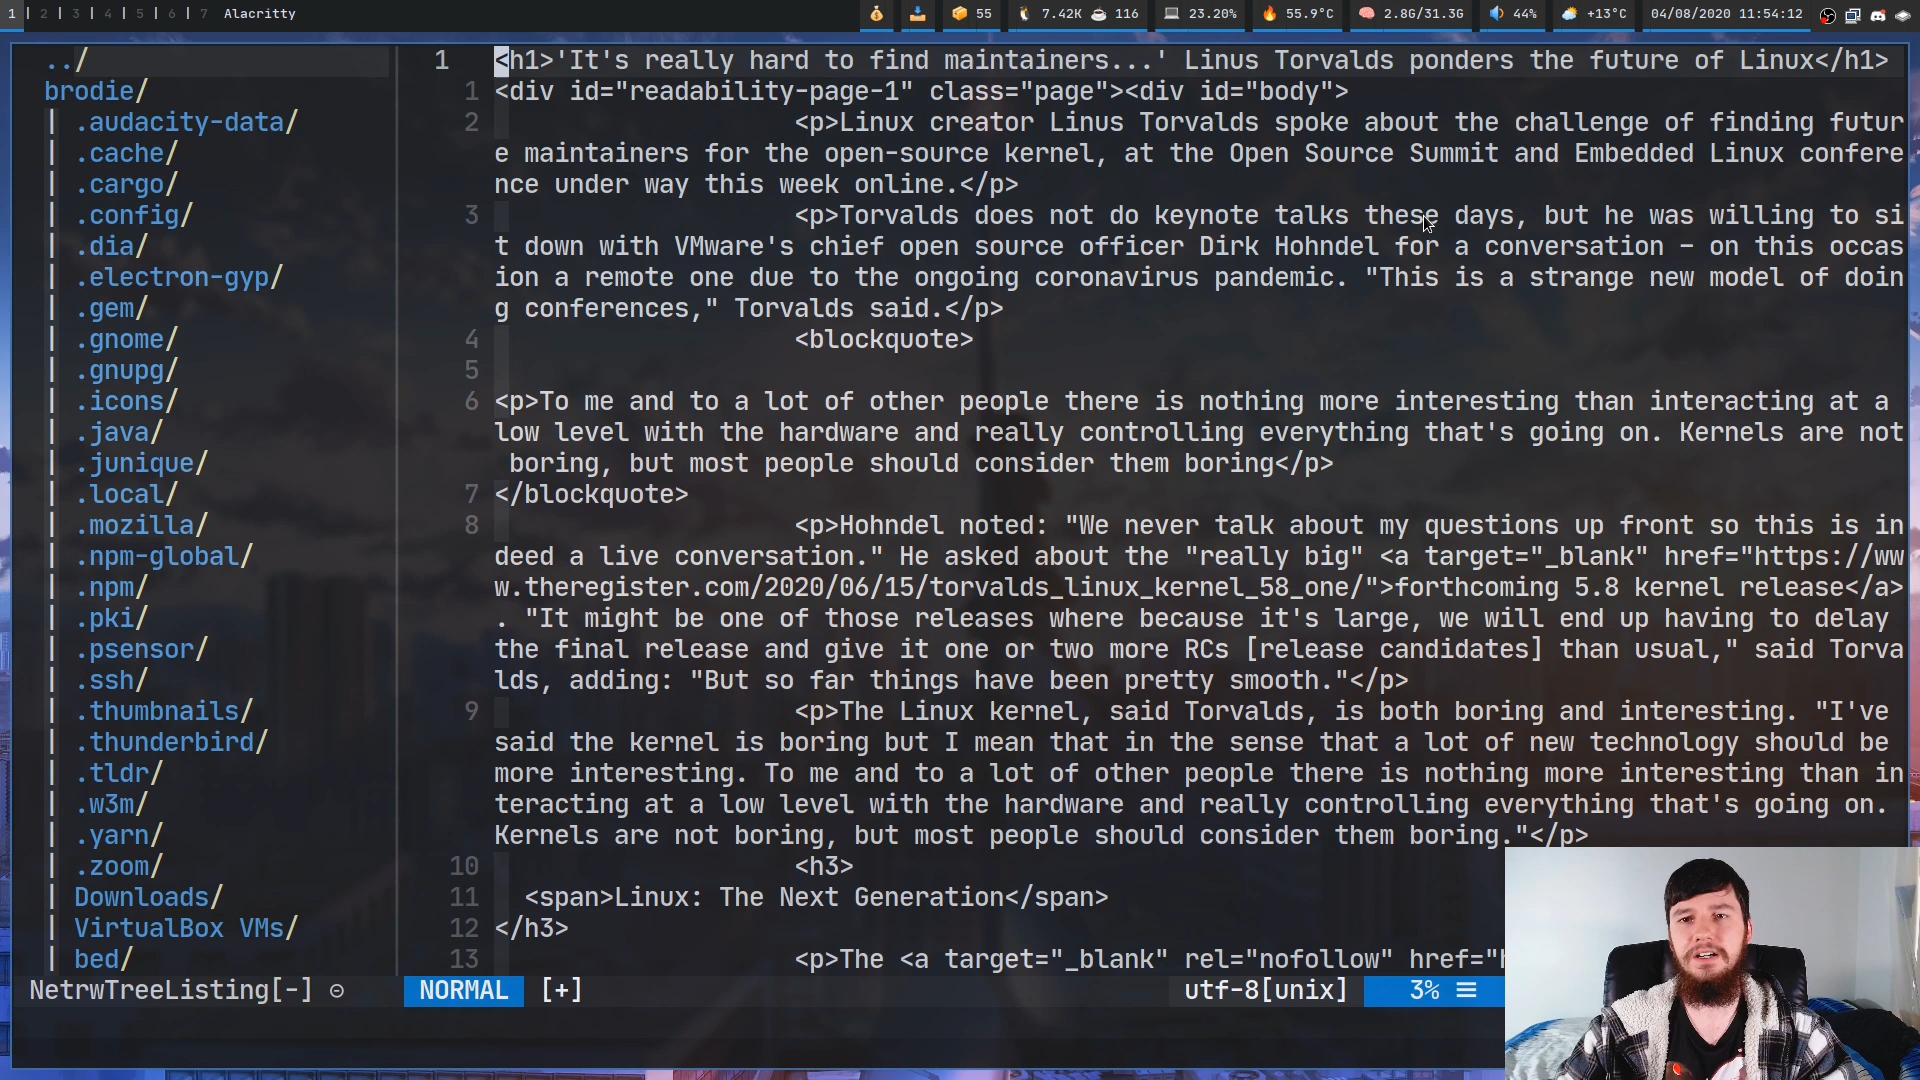 1 2 3 4 5 6 7 Alacritty 55 7.42K 116 23.20% 55.9°C 2.8G/31.3G 44% +13°C 04/08/2020 11:54:12
../
brodie/
| .audacity-data/
| .cache/
| .cargo/
| .config/
| .dia/
| .electron-gyp/
| .gem/
| .gnome/
| .gnupg/
| .icons/
| .java/
| .junique/
| .local/
| .mozilla/
| .npm-global/
| .npm/
| .pki/
| .psensor/
| .ssh/
| .thumbnails/
| .thunderbird/
| .tldr/
| .w3m/
| .yarn/
| .zoom/
| Downloads/
| VirtualBox VMs/
| bed/
1 <h1>'It's really hard to find maintainers...' Linus Torvalds ponders the future of Linux</h1>
1 <div id="readability-page-1" class="page"><div id="body">
2 <p>Linux creator Linus Torvalds spoke about the challenge of finding futur
e maintainers for the open-source kernel, at the Open Source Summit and Embedded Linux confere
nce under way this week online.</p>
3 <p>Torvalds does not do keynote talks these days, but he was willing to si
t down with VMware's chief open source officer Dirk Hohndel for a conversation – on this occas
ion a remote one due to the ongoing coronavirus pandemic. "This is a strange new model of doin
g conferences," Torvalds said.</p>
4 <blockquote>
5
6 <p>To me and to a lot of other people there is nothing more interesting than interacting at a
low level with the hardware and really controlling everything that's going on. Kernels are not
boring, but most people should consider them boring</p>
7 </blockquote>
8 <p>Hohndel noted: "We never talk about my questions up front so this is in
deed a live conversation." He asked about the "really big" <a target="_blank" href="https://ww
w.theregister.com/2020/06/15/torvalds_linux_kernel_58_one/">forthcoming 5.8 kernel release</a>
. "It might be one of those releases where because it's large, we will end up having to delay
the final release and give it one or two more RCs [release candidates] than usual," said Torva
lds, adding: "But so far things have been pretty smooth."</p>
9 <p>The Linux kernel, said Torvalds, is both boring and interesting. "I've
said the kernel is boring but I mean that in the sense that a lot of new technology should be
more interesting. To me and to a lot of other people there is nothing more interesting than in
teracting at a low level with the hardware and really controlling everything that's going on.
Kernels are not boring, but most people should consider them boring."</p>
10 <h3>
11 <span>Linux: The Next Generation</span>
12 </h3>
13 <p>The <a target="_blank" rel="nofollow" href="h
NetrwTreeListing[-] NORMAL [+] utf-8[unix] 3%